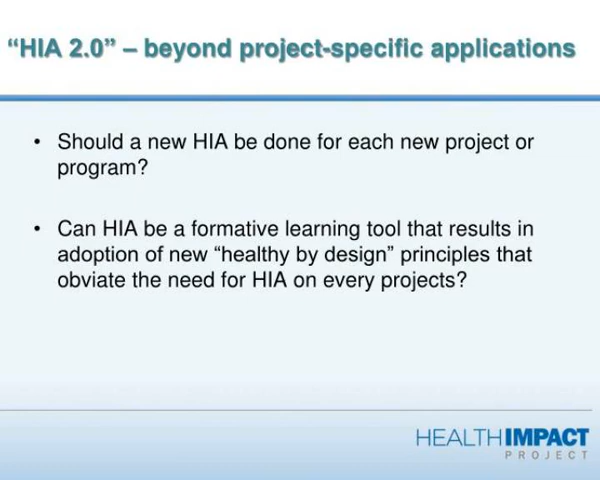 “HIA 2.0” – beyond project-specific applications
• Should a new HIA be done for each new project or
program?
• Can HIA be a formative learning tool that results in
adoption of new “healthy by design” principles that
obviate the need for HIA on every projects?
HEALTHIMPACT
PROJECT